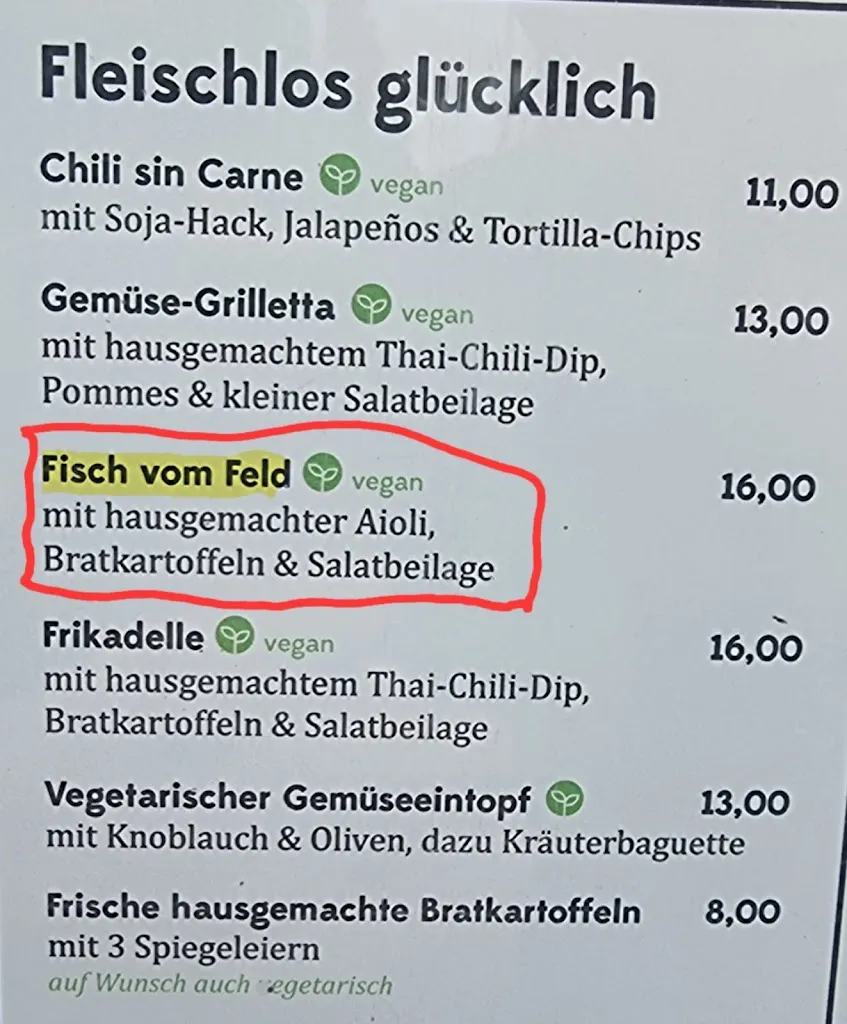 Fleischlos glücklich
Chili sin Carne vegan 11,00
mit Soja-Hack, Jalapeños & Tortilla-Chips
Gemüse-Grilletta vegan 13,00
mit hausgemachtem Thai-Chili-Dip,
Pommes & kleiner Salatbeilage
Fisch vom Feld vegan 16,00
mit hausgemachter Aioli,
Bratkartoffeln & Salatbeilage
Frikadelle vegan 16,00
mit hausgemachtem Thai-Chili-Dip,
Bratkartoffeln & Salatbeilage
Vegetarischer Gemüseeintopf 13,00
mit Knoblauch & Oliven, dazu Kräuterbaguette
Frische hausgemachte Bratkartoffeln 8,00
mit 3 Spiegeleiern
auf Wunsch auch vegetarisch